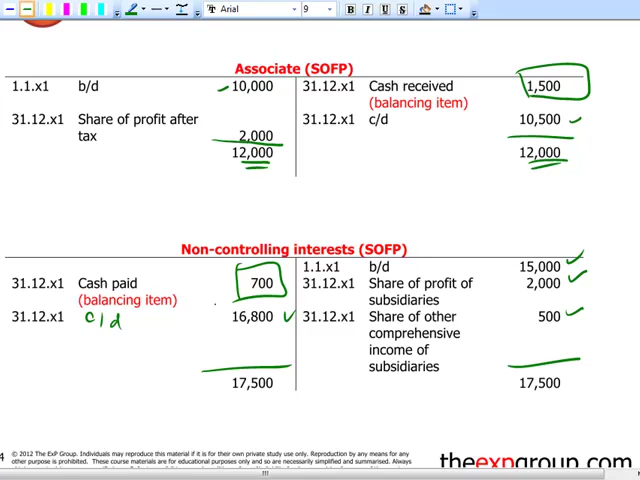 Arial
9
B I U S
Associate (SOFP)
1.1.x1 b/d 10,000 31.12.x1 Cash received 1,500
(balancing item)
31.12.x1 Share of profit after 31.12.x1 c/d 10,500
tax 2,000
12,000 12,000
Non-controlling interests (SOFP)
1.1.x1 b/d 15,000
31.12.x1 Cash paid 700 31.12.x1 Share of profit of 2,000
(balancing item) subsidiaries
31.12.x1 c/d 16,800 31.12.x1 Share of other 500
comprehensive
income of
subsidiaries
17,500 17,500
4
© 2012 The ExP Group. Individuals may reproduce this material if it is for their own private study use only. Reproduction by any means for any
other purpose is prohibited. These course materials are for educational purposes only and so are necessarily simplified and summarised. Always
theexpgroup.com